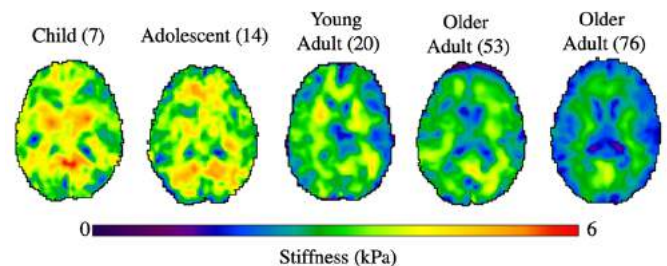 Child (7)
Adolescent (14)
Young
Adult (20)
Older
Adult (53)
Older
Adult (76)
0
6
Stiffness (kPa)